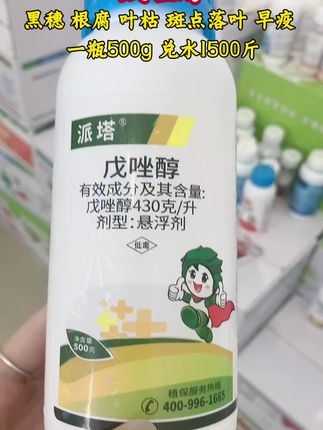 黑穗 根腐 叶枯 斑点落叶 早疫
一瓶500g 兑水1500斤
派塔®
戊唑醇
有效成分及其含量:
戊唑醇430克/升
剂型:悬浮剂
低毒
净含量
500克
植保服务热线
400-996-1665